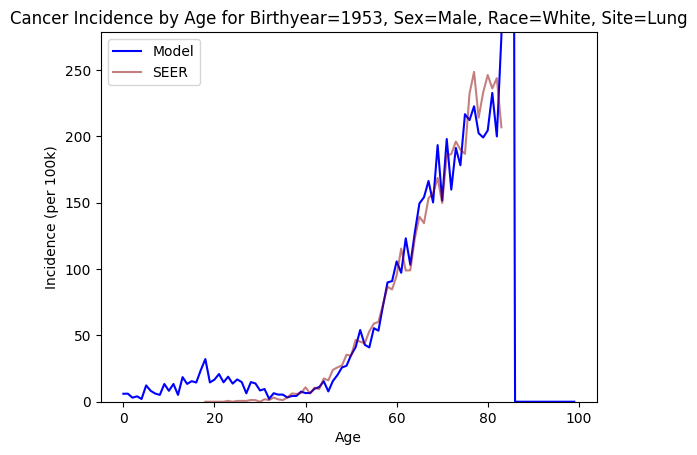 Cancer Incidence by Age for Birthyear=1953, Sex=Male, Race=White, Site=Lung
Model
SEER
250
200
150
100
50
0
Incidence (per 100k)
0 20 40 60 80 100
Age